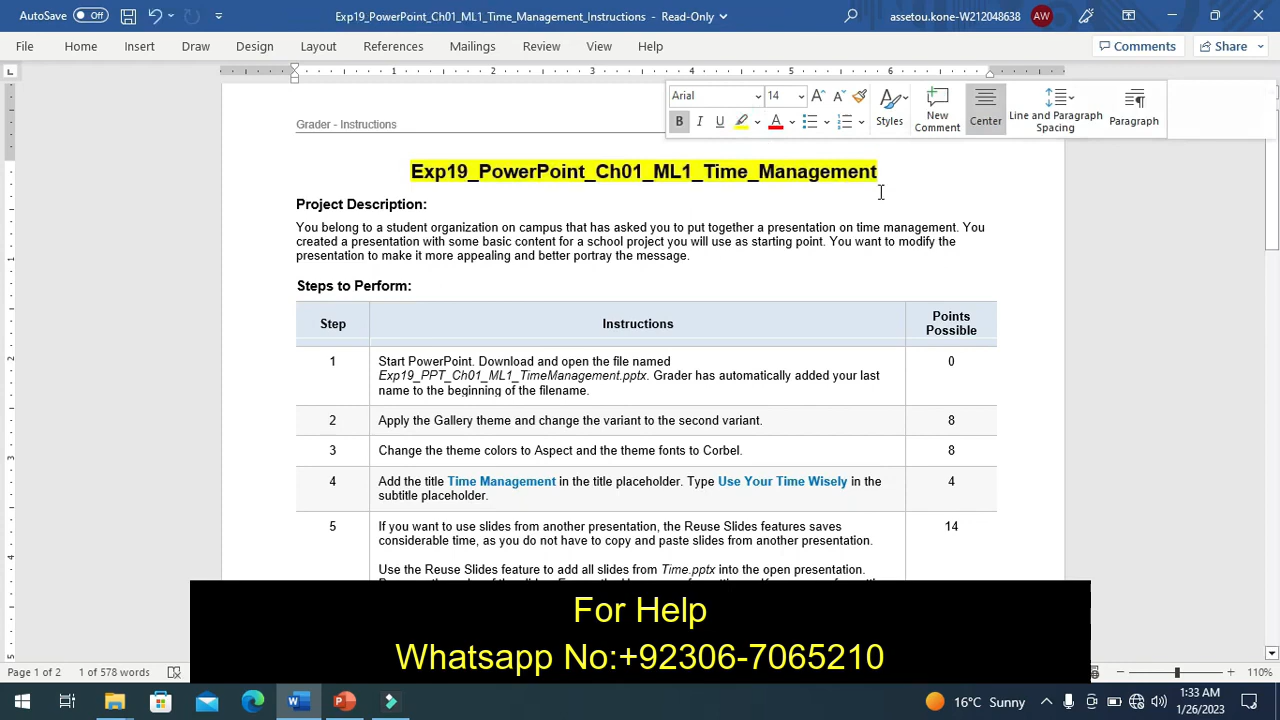 AutoSave Off Exp19_PowerPoint_Ch01_ML1_Time_Management_Instructions - Read-Only assetou.kone-W212048638 AW
File Home Insert Draw Design Layout References Mailings Review View Help Comments Share
1 2 3 4 5 6
Arial 14 Styles New Comment Center Line and Paragraph Spacing Paragraph
Grader - Instructions
Exp19_PowerPoint_Ch01_ML1_Time_Management
Project Description:
You belong to a student organization on campus that has asked you to put together a presentation on time management. You
created a presentation with some basic content for a school project you will use as starting point. You want to modify the
presentation to make it more appealing and better portray the message.
Steps to Perform:
Step Instructions Points Possible
1 Start PowerPoint. Download and open the file named 0
Exp19_PPT_Ch01_ML1_TimeManagement.pptx. Grader has automatically added your last
name to the beginning of the filename.
2 Apply the Gallery theme and change the variant to the second variant. 8
3 Change the theme colors to Aspect and the theme fonts to Corbel. 8
4 Add the title Time Management in the title placeholder. Type Use Your Time Wisely in the 4
subtitle placeholder.
5 If you want to use slides from another presentation, the Reuse Slides features saves 14
considerable time, as you do not have to copy and paste slides from another presentation.
Use the Reuse Slides feature to add all slides from Time.pptx into the open presentation.
For Help
Whatsapp No:+92306-7065210
Page 1 of 2 1 of 578 words 110%
16°C Sunny 1:33 AM
1/26/2023